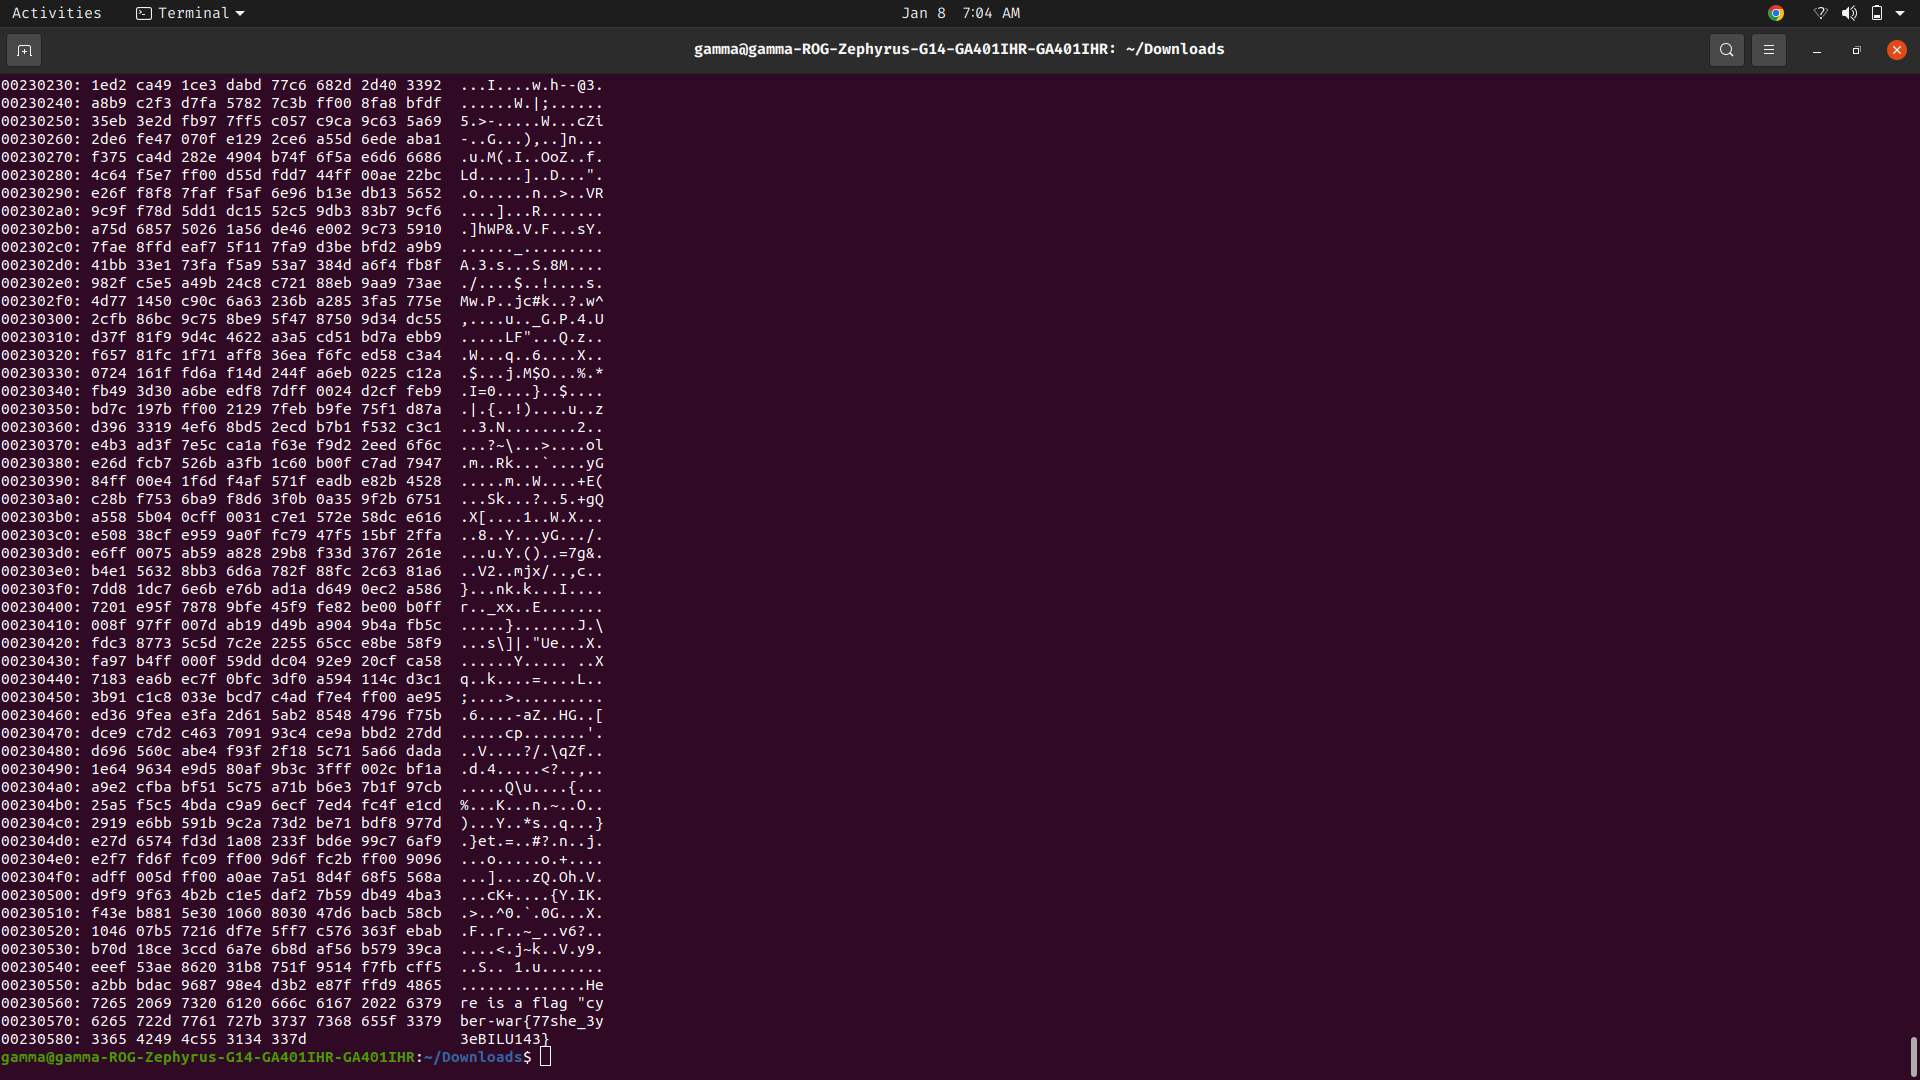 Activities
Terminal
Jan 8 7:04 AM
gamma@gamma-ROG-Zephyrus-G14-GA401IHR-GA401IHR: ~/Downloads
00230230: 1ed2 ca49 1ce3 dabd 77c6 682d 2d40 3392 ...I....w.h--@3.
00230240: a8b9 c2f3 d7fa 5782 7c3b ff00 8fa8 bfdf ......W.|;......
00230250: 35eb 3e2d fb97 7ff5 c057 c9ca 9c63 5a69 5.>-.....W...cZi
00230260: 2de6 fe47 070f e129 2ce6 a55d 6ede aba1 -..G...),..]n...
00230270: f375 ca4d 282e 4904 b74f 6f5a e6d6 6686 .u.M(.I..OoZ..f.
00230280: 4c64 f5e7 ff00 d55d fdd7 44ff 00ae 22bc Ld.....]..D...".
00230290: e26f f8f8 7faf f5af 6e96 b13e db13 5652 .o......n..>..VR
002302a0: 9c9f f78d 5dd1 dc15 52c5 9db3 83b7 9cf6 ....]...R.......
002302b0: a75d 6857 5026 1a56 de46 e002 9c73 5910 .]hWP&.V.F...sY.
002302c0: 7fae 8ffd eaf7 5f11 7fa9 d3be bfd2 a9b9 ......_.........
002302d0: 41bb 33e1 73fa f5a9 53a7 384d a6f4 fb8f A.3.s...S.8M....
002302e0: 982f c5e5 a49b 24c8 c721 88eb 9aa9 73ae ./....$..!....s.
002302f0: 4d77 1450 c90c 6a63 236b a285 3fa5 775e Mw.P..jc#k..?.w^
00230300: 2cfb 86bc 9c75 8be9 5f47 8750 9d34 dc55 ,....u.._G.P.4.U
00230310: d37f 81f9 9d4c 4622 a3a5 cd51 bd7a ebb9 .....LF"...Q.z..
00230320: f657 81fc 1f71 aff8 36ea f6fc ed58 c3a4 .W...q..6....X..
00230330: 0724 161f fd6a f14d 244f a6eb 0225 c12a .$...j.M$O...%.*
00230340: fb49 3d30 a6be edf8 7dff 0024 d2cf feb9 .I=0....}..$....
00230350: bd7c 197b ff00 2129 7feb b9fe 75f1 d87a .|.{..!)....u..z
00230360: d396 3319 4ef6 8bd5 2ecd b7b1 f532 c3c1 ..3.N........2..
00230370: e4b3 ad3f 7e5c ca1a f63e f9d2 2eed 6f6c ...?~\...>....ol
00230380: e26d fcb7 526b a3fb 1c60 b00f c7ad 7947 .m..Rk...`....yG
00230390: 84ff 00e4 1f6d f4af 571f eadb e82b 4528 .....m..W....+E(
002303a0: c28b f753 6ba9 f8d6 3f0b 0a35 9f2b 6751 ...Sk...?..5.+gQ
002303b0: a558 5b04 0cff 0031 c7e1 572e 58dc e616 .X[....1..W.X...
002303c0: e508 38cf e959 9a0f fc79 47f5 15bf 2ffa ..8..Y...yG.../.
002303d0: e6ff 0075 ab59 a828 29b8 f33d 3767 261e ...u.Y.()..=7g&.
002303e0: b4e1 5632 8bb3 6d6a 782f 88fc 2c63 81a6 ..V2..mjx/..,c..
002303f0: 7dd8 1dc7 6e6b e76b ad1a d649 0ec2 a586 }...nk.k...I....
00230400: 7201 e95f 7878 9bfe 45f9 fe82 be00 b0ff r.._xx..E.......
00230410: 008f 97ff 007d ab19 d49b a904 9b4a fb5c .....}.......J.\
00230420: fdc3 8773 5c5d 7c2e 2255 65cc e8be 58f9 ...s\]|."Ue...X.
00230430: fa97 b4ff 000f 59dd dc04 92e9 20cf ca58 ......Y..... ..X
00230440: 7183 ea6b ec7f 0bfc 3df0 a594 114c d3c1 q..k....=....L..
00230450: 3b91 c1c8 033e bcd7 c4ad f7e4 ff00 ae95 ;....>..........
00230460: ed36 9fea e3fa 2d61 5ab2 8548 4796 f75b .6....-aZ..HG..[
00230470: dce9 c7d2 c463 7091 93c4 ce9a bbd2 27dd .....cp.......'.
00230480: d696 560c abe4 f93f 2f18 5c71 5a66 dada ..V....?/.\qZf..
00230490: 1e64 9634 e9d5 80af 9b3c 3fff 002c bf1a .d.4.....<?..,..
002304a0: a9e2 cfba bf51 5c75 a71b b6e3 7b1f 97cb .....Q\u....{...
002304b0: 25a5 f5c5 4bda c9a9 6ecf 7ed4 fc4f e1cd %...K...n.~..O..
002304c0: 2919 e6bb 591b 9c2a 73d2 be71 bdf8 977d )...Y..*s..q...}
002304d0: e27d 6574 fd3d 1a08 233f bd6e 99c7 6af9 .}et.=..#?.n..j.
002304e0: e2f7 fd6f fc09 ff00 9d6f fc2b ff00 9096 ...o.....o.+....
002304f0: adff 005d ff00 a0ae 7a51 8d4f 68f5 568a ...]....zQ.Oh.V.
00230500: d9f9 9f63 4b2b c1e5 daf2 7b59 db49 4ba3 ...cK+....{Y.IK.
00230510: f43e b881 5e30 1060 8030 47d6 bacb 58cb .>..^0.`.0G...X.
00230520: 1046 07b5 7216 df7e 5ff7 c576 363f ebab .F..r..~_..v6?..
00230530: b70d 18ce 3ccd 6a7e 6b8d af56 b579 39ca ....<.j~k..V.y9.
00230540: eeef 53ae 8620 31b8 751f 9514 f7fb cff5 ..S.. 1.u.......
00230550: a2bb bdac 9687 98e4 d3b2 e87f ffd9 4865 ..............He
00230560: 7265 2069 7320 6120 666c 6167 2022 6379 re is a flag "cy
00230570: 6265 722d 7761 727b 3737 7368 655f 3379 ber-war{77she_3y
00230580: 3365 4249 4c55 3134 337d 3eBILU143}
gamma@gamma-ROG-Zephyrus-G14-GA401IHR-GA401IHR:~/Downloads$